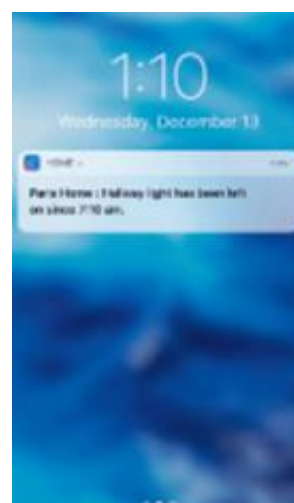 1:10
Wednesday, December 13
HOME
Paris Home : Hallway light has been left
on since 7:10 am.